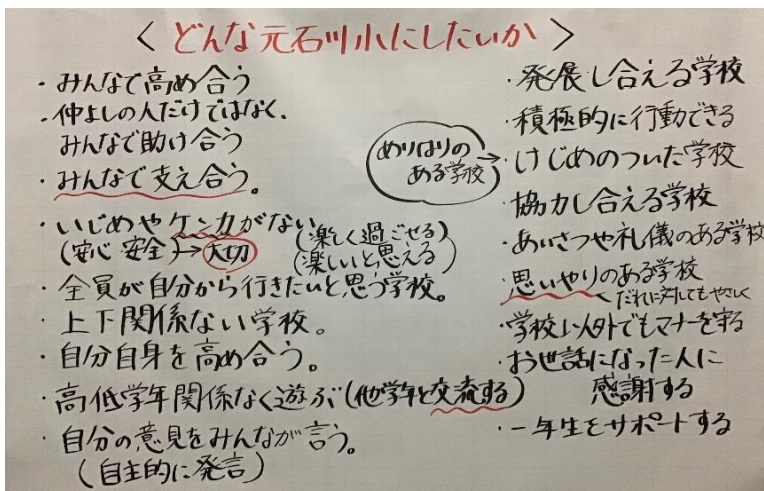 ＜どんな元石川小にしたいか＞
・みんなで高め合う
・仲よしの人だけではなく、
みんなで助け合う
・みんなで支え合う。
・いじめやケンカがない
(安心 安全)→大切
(楽しく過ごせる)
(楽しいと思える)
・全員が自分から行きたいと思う学校。
・上下関係ない学校。
・自分自身を高め合う。
・高低学年関係なく遊ぶ(他学年と交流する)
・自分の意見をみんなが言う。
(自主的に発言)
・発展し合える学校
・積極的に行動できる
めりはりの
ある学校→
・けじめのついた学校
・協力し合える学校
・あいさつや礼儀のある学校
・思いやりのある学校
だれに対してもやさしく
・学校以外でもマナーを守る
・お世話になった人に
感謝する
・一年生をサポートする